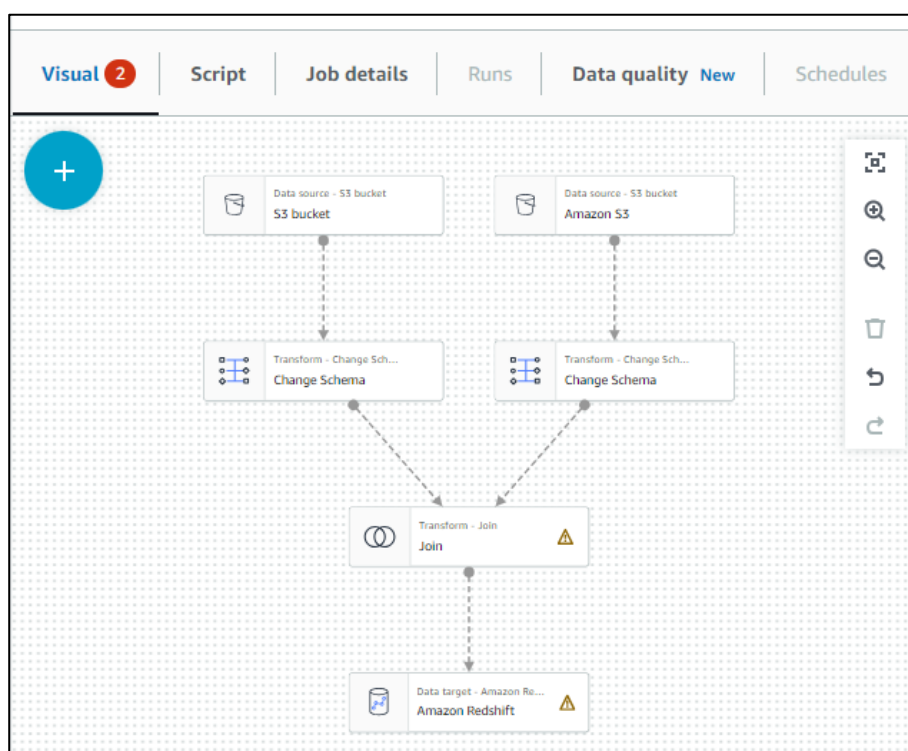 Visual 2 Script Job details Runs Data quality New Schedules
Data source - S3 bucket
S3 bucket
Data source - S3 bucket
Amazon S3
Transform - Change Sch...
Change Schema
Transform - Change Sch...
Change Schema
Transform - Join
Join
Data target - Amazon Re...
Amazon Redshift